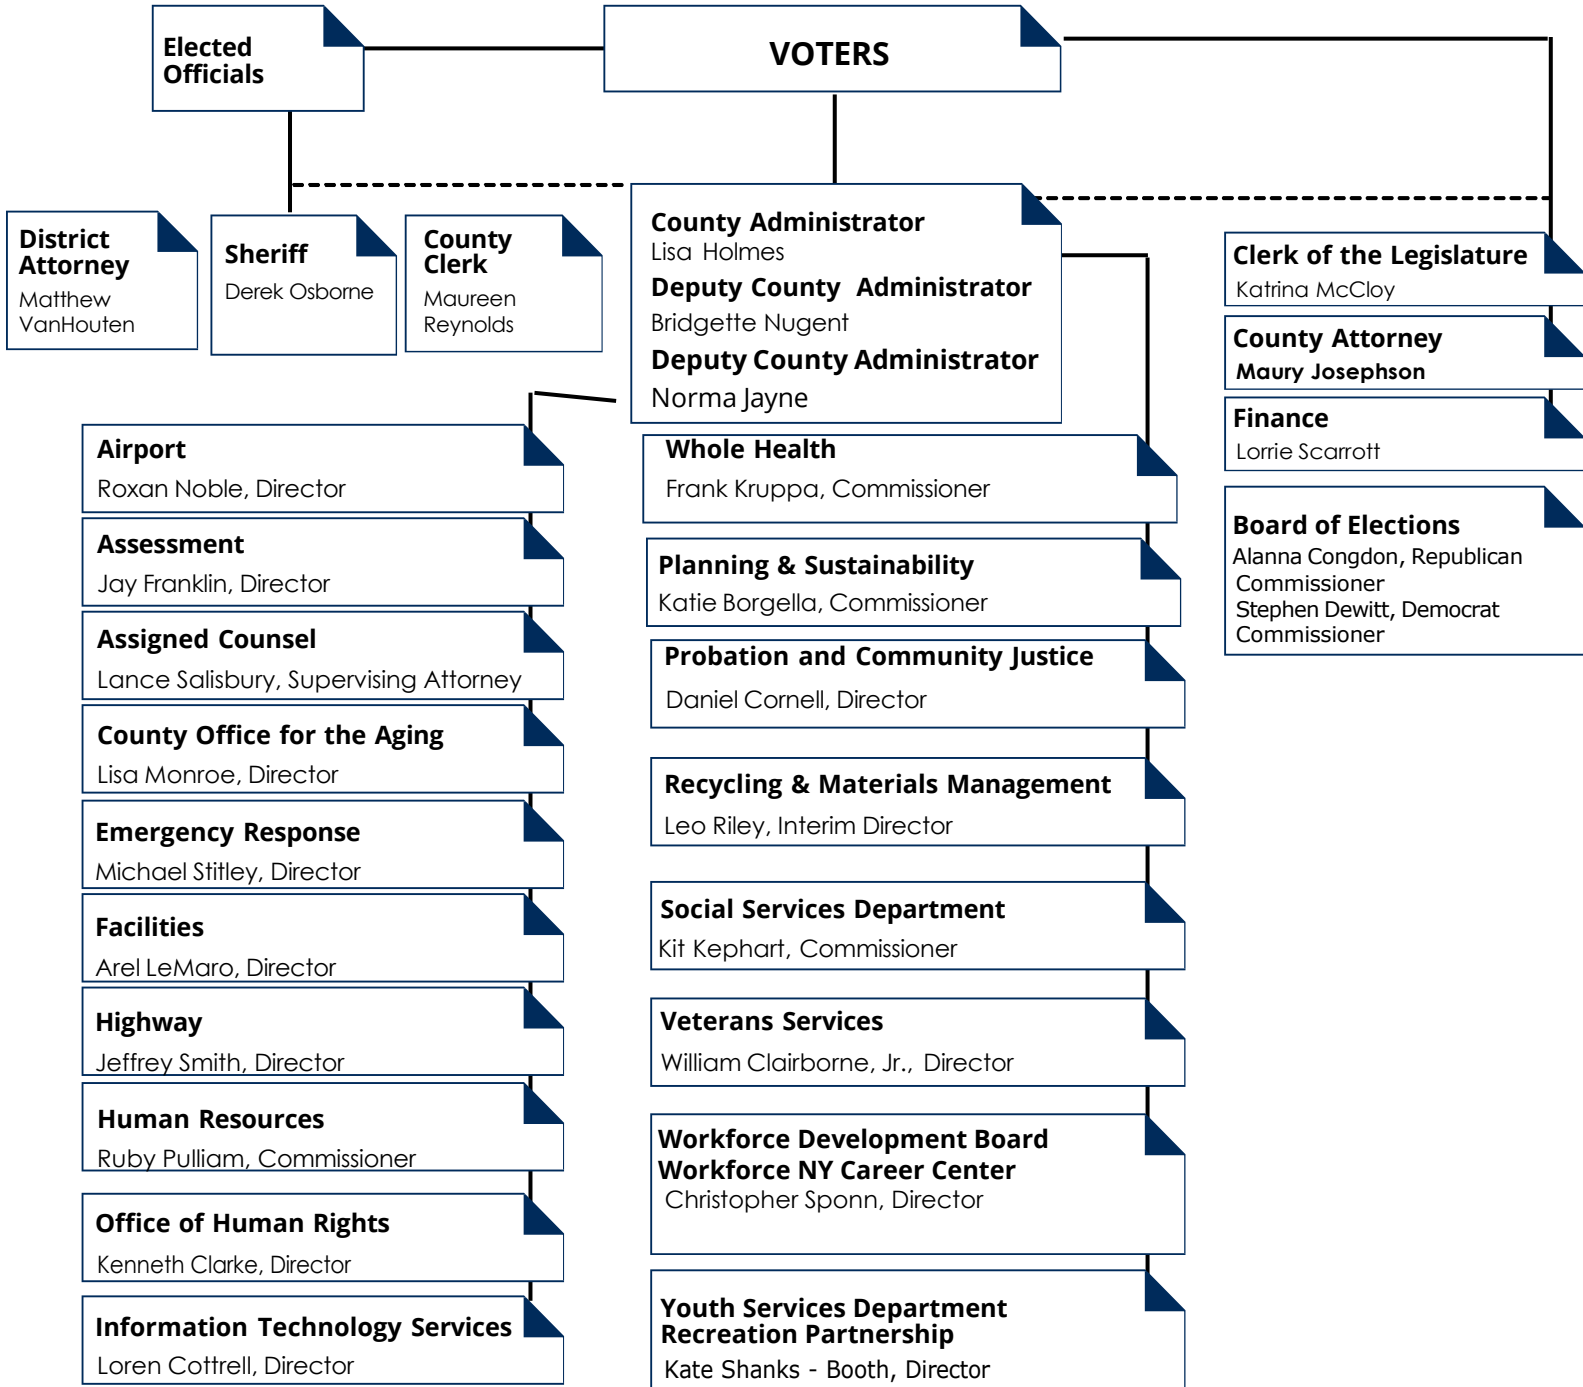 Elected
Officials
VOTERS
District
Attorney
Matthew
VanHouten
Sheriff
Derek Osborne
County
Clerk
Maureen
Reynolds
County Administrator
Lisa Holmes
Deputy County Administrator
Bridgette Nugent
Deputy County Administrator
Norma Jayne
Clerk of the Legislature
Katrina McCloy
County Attorney
Maury Josephson
Finance
Lorrie Scarrott
Board of Elections
Alanna Congdon, Republican
Commissioner
Stephen Dewitt, Democrat
Commissioner
Airport
Roxan Noble, Director
Assessment
Jay Franklin, Director
Assigned Counsel
Lance Salisbury, Supervising Attorney
County Office for the Aging
Lisa Monroe, Director
Emergency Response
Michael Stitley, Director
Facilities
Arel LeMaro, Director
Highway
Jeffrey Smith, Director
Human Resources
Ruby Pulliam, Commissioner
Office of Human Rights
Kenneth Clarke, Director
Information Technology Services
Loren Cottrell, Director
Whole Health
Frank Kruppa, Commissioner
Planning & Sustainability
Katie Borgella, Commissioner
Probation and Community Justice
Daniel Cornell, Director
Recycling & Materials Management
Leo Riley, Interim Director
Social Services Department
Kit Kephart, Commissioner
Veterans Services
William Clairborne, Jr., Director
Workforce Development Board
Workforce NY Career Center
Christopher Sponn, Director
Youth Services Department
Recreation Partnership
Kate Shanks - Booth, Director